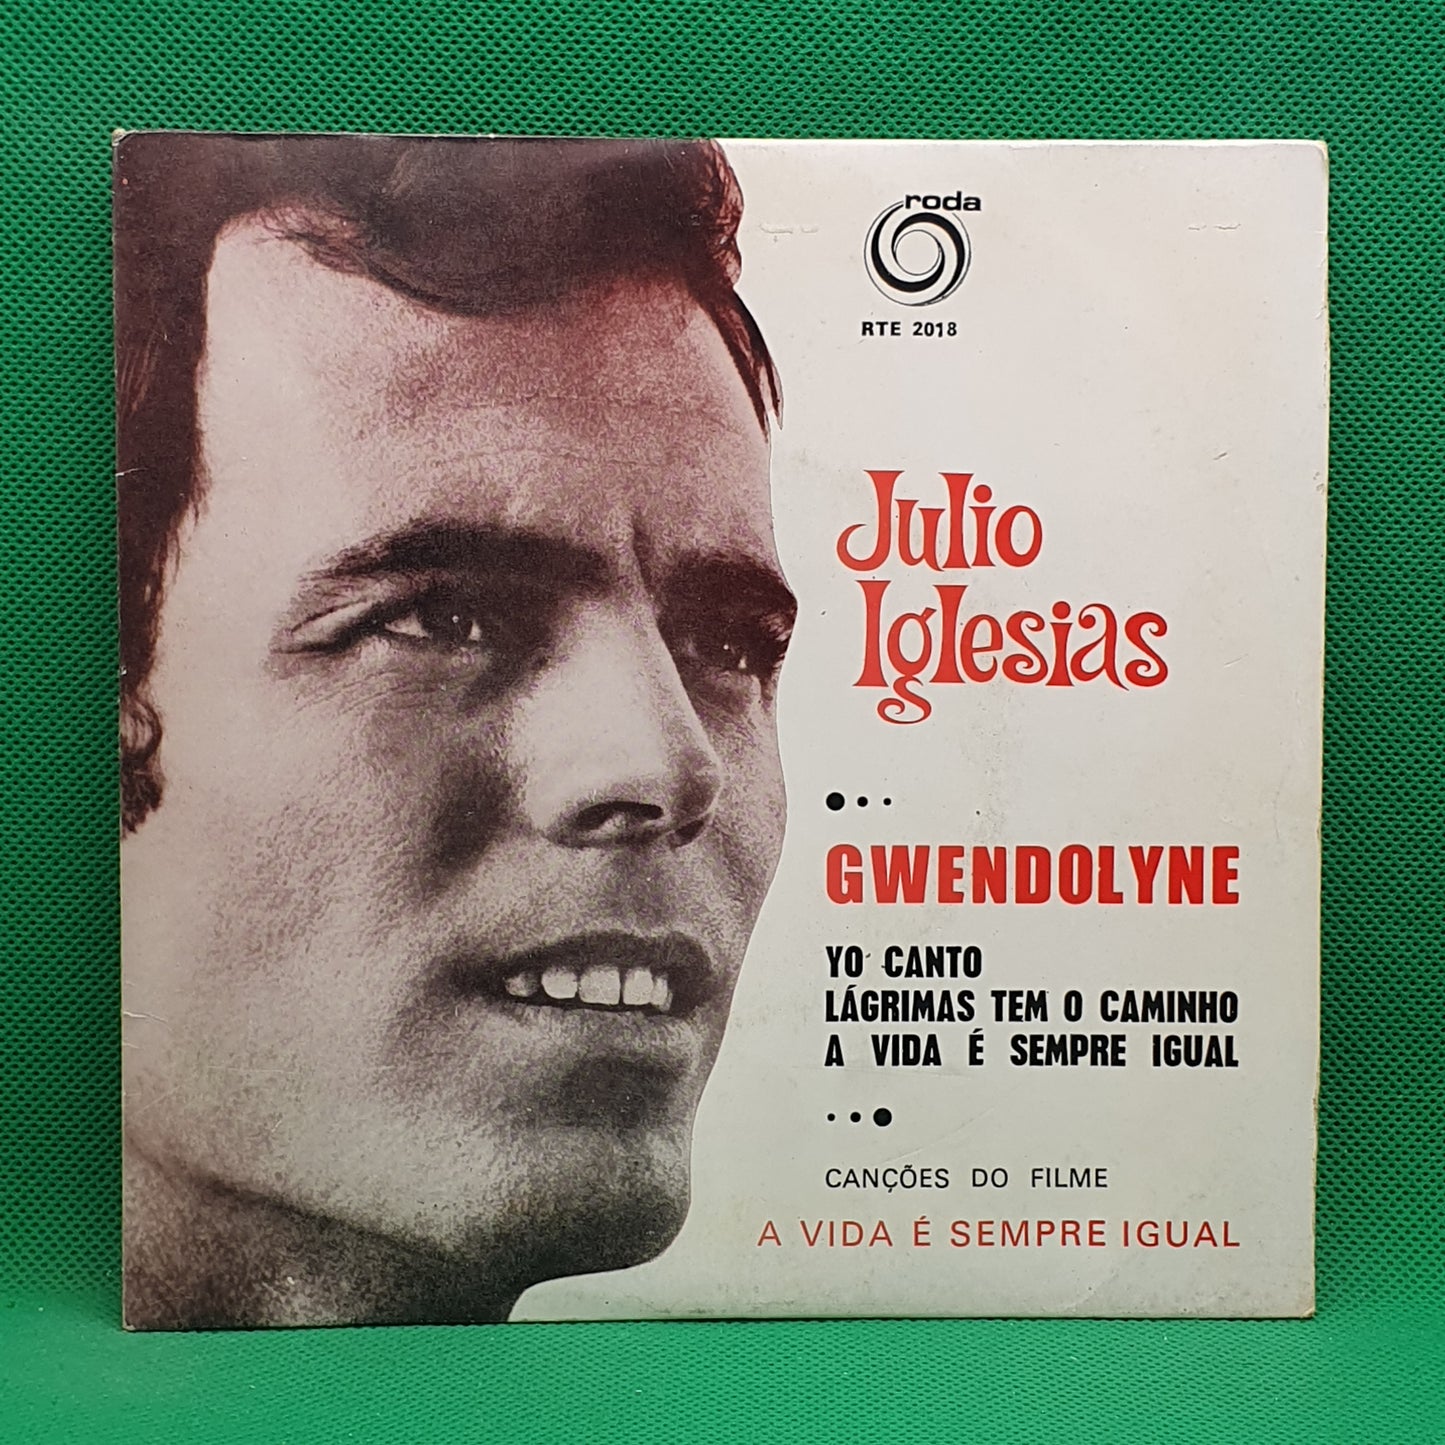 roda
RTE 2018
Julio
Iglesias
GWENDOLYNE
YO CANTO
LÁGRIMAS TEM O CAMINHO
A VIDA É SEMPRE IGUAL
CANÇÕES DO FILME
A VIDA É SEMPRE IGUAL